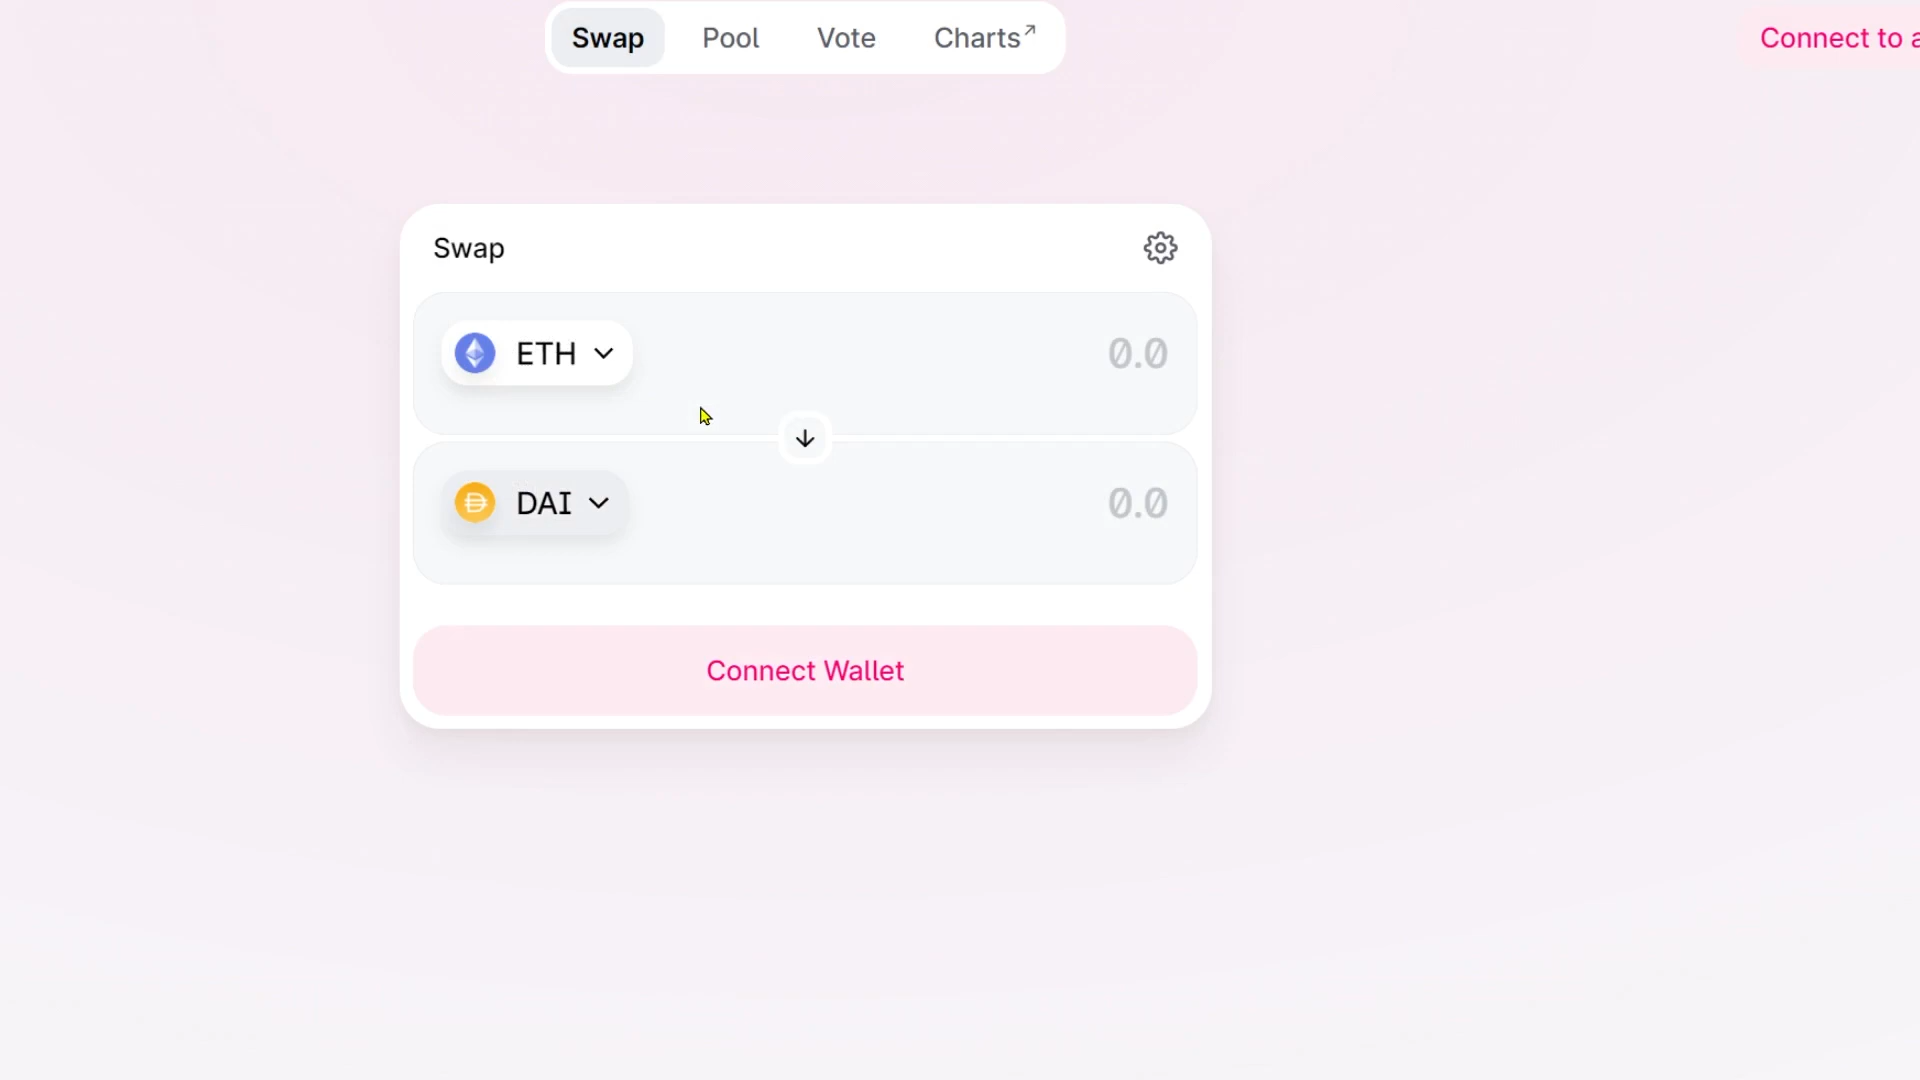 Swap
Pool
Vote
Charts↗
Connect to a
Swap
ETH
0.0
DAI
0.0
Connect Wallet